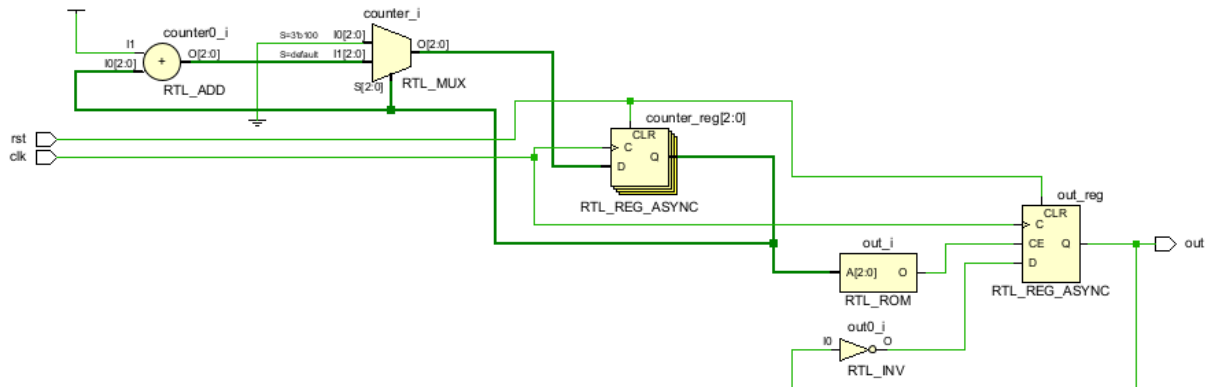 counter_i
counter0_i
S=3'b100 I0[2:0]
I1 O[2:0] S=default I1[2:0] O[2:0]
I0[2:0] +
S[2:0] RTL_MUX
RTL_ADD
rst
clk
counter_reg[2:0]
CLR
C
Q
D
RTL_REG_ASYNC
out_reg
CLR
C
CE Q
D
RTL_REG_ASYNC
out
out_i
A[2:0] O
RTL_ROM
out0_i
I0 O
RTL_INV